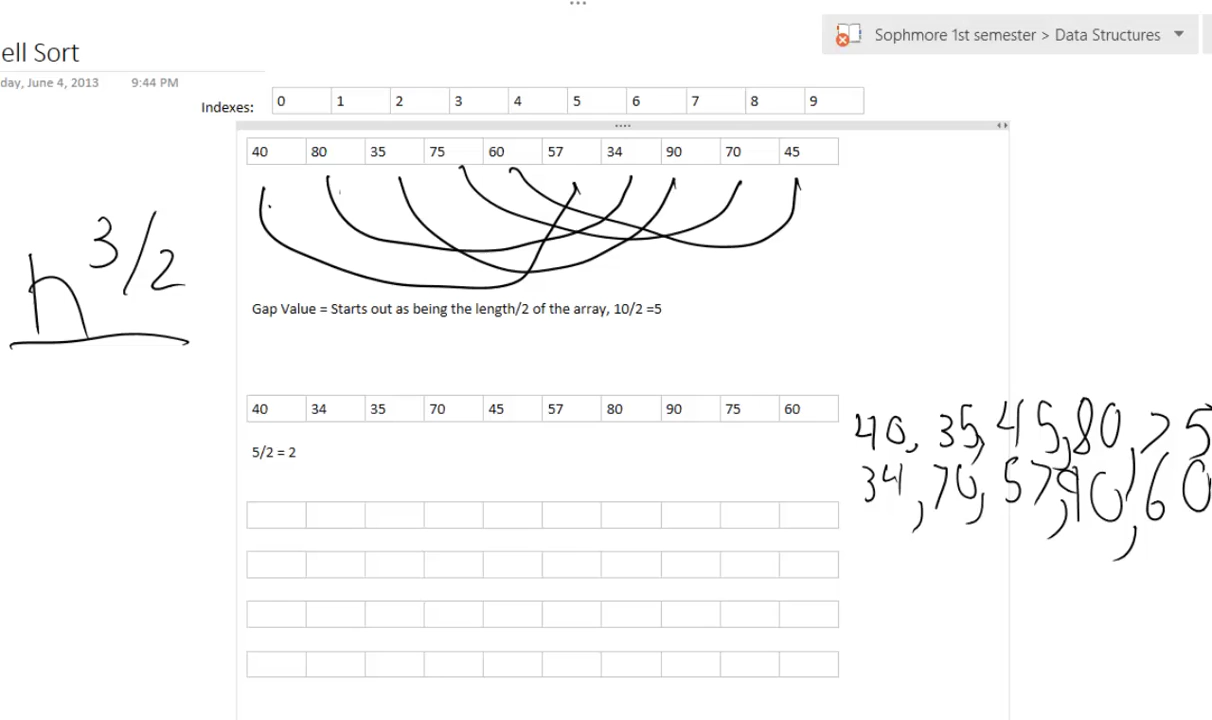 Sophmore 1st semester > Data Structures
ell Sort
day, June 4, 2013 9:44 PM
Indexes: 0 1 2 3 4 5 6 7 8 9
40 80 35 75 60 57 34 90 70 45
n 3/2
Gap Value = Starts out as being the length/2 of the array, 10/2 =5
40 34 35 70 45 57 80 90 75 60
40, 35, 45, 80, 75
5/2 = 2
34, 70, 57, 90, 60